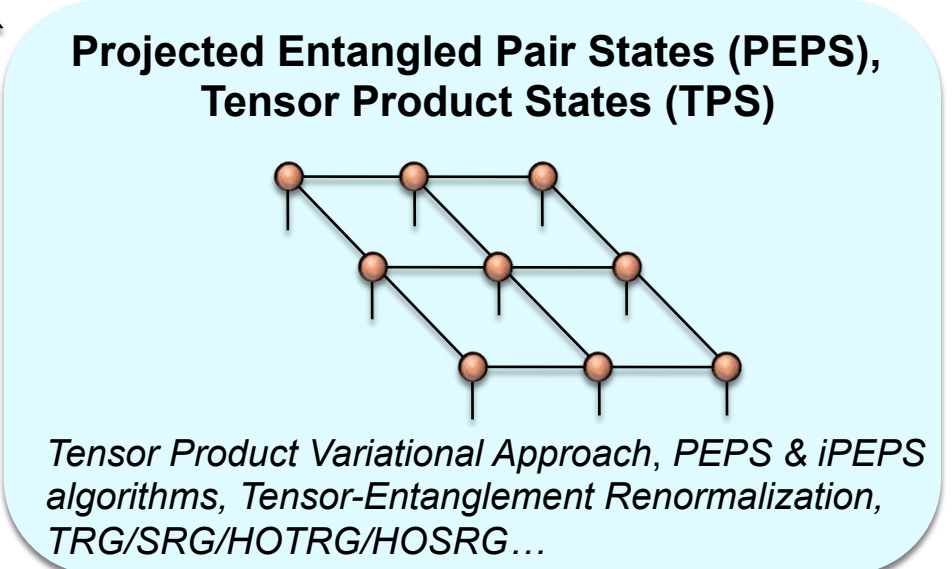 Projected Entangled Pair States (PEPS),
Tensor Product States (TPS)
Tensor Product Variational Approach, PEPS & iPEPS
algorithms, Tensor-Entanglement Renormalization,
TRG/SRG/HOTRG/HOSRG…